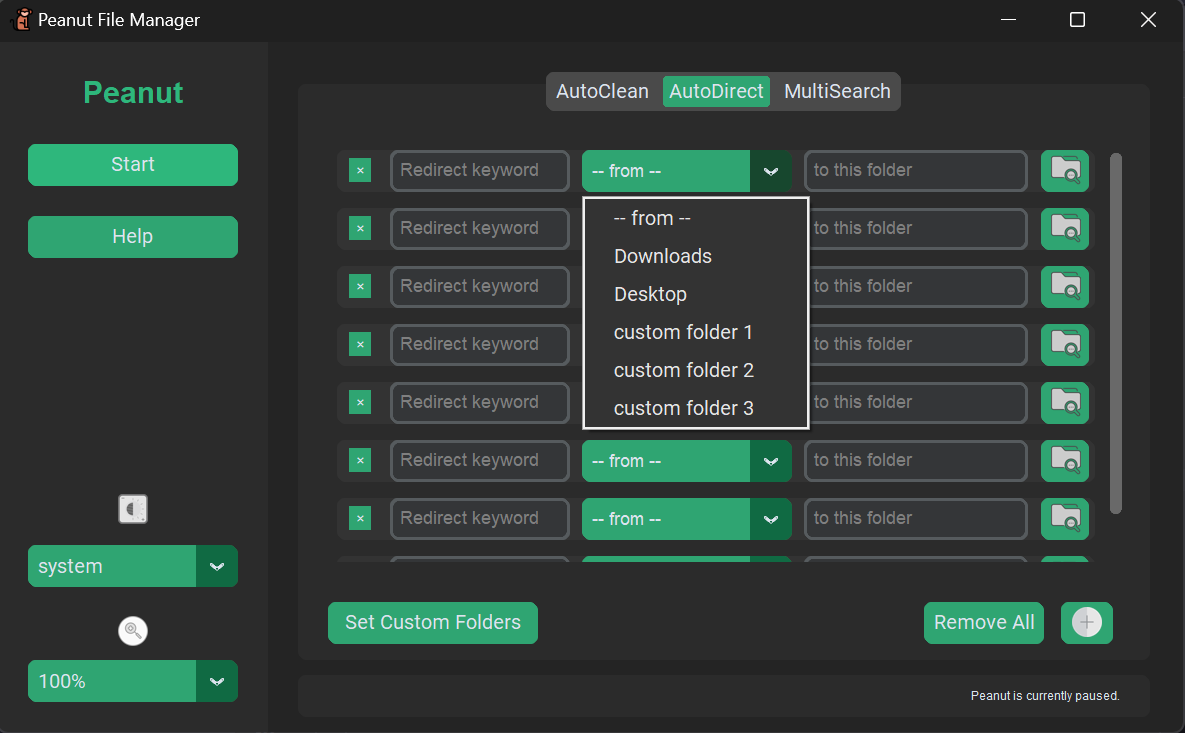 Peanut File Manager
Peanut
Start
Help
system
100%
AutoClean AutoDirect MultiSearch
× Redirect keyword -- from -- to this folder
× Redirect keyword to this folder
× Redirect keyword to this folder
× Redirect keyword to this folder
× Redirect keyword to this folder
× Redirect keyword -- from -- to this folder
× Redirect keyword -- from -- to this folder
-- from --
Downloads
Desktop
custom folder 1
custom folder 2
custom folder 3
Set Custom Folders Remove All
Peanut is currently paused.